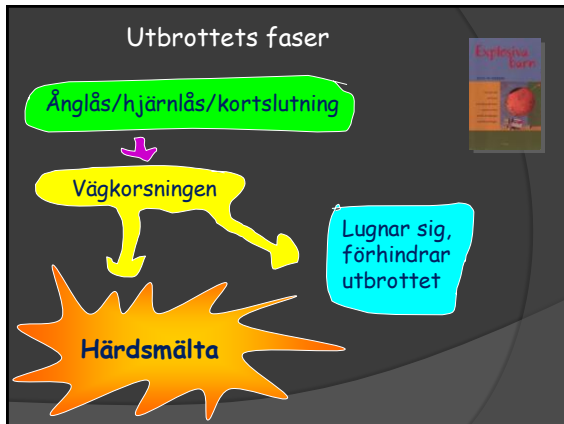 Utbrottets faser
Explosiva
barn
Ånglås/hjärnlås/kortslutning
Vägkorsningen
Lugnar sig,
förhindrar
utbrottet
Härdsmälta